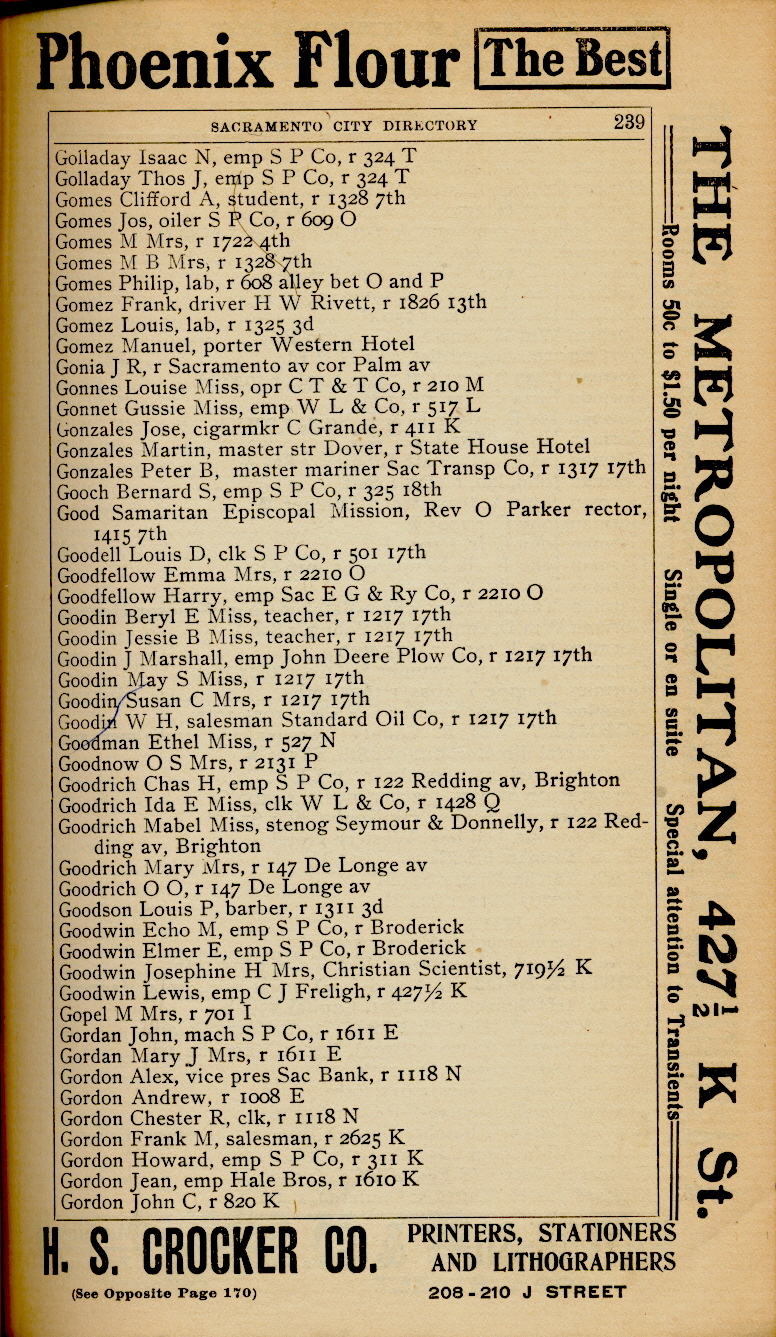 Phoenix Flour The Best
SACRAMENTO CITY DIRECTORY 239
Golladay Isaac N, emp S P Co, r 324 T
Golladay Thos J, emp S P Co, r 324 T
Gomes Clifford A, student, r 1328 7th
Gomes Jos, oiler S P Co, r 609 O
Gomes M Mrs, r 1722 4th
Gomes M B Mrs, r 1328 7th
Gomes Philip, lab, r 608 alley bet O and P
Gomez Frank, driver H W Rivett, r 1826 13th
Gomez Louis, lab, r 1325 3d
Gomez Manuel, porter Western Hotel
Gonia J R, r Sacramento av cor Palm av
Gonnes Louise Miss, opr C T & T Co, r 210 M
Gonnet Gussie Miss, emp W L & Co, r 517 L
Gonzales Jose, cigarmkr C Grande, r 411 K
Gonzales Martin, master str Dover, r State House Hotel
Gonzales Peter B, master mariner Sac Transp Co, r 1317 17th
Gooch Bernard S, emp S P Co, r 325 18th
Good Samaritan Episcopal Mission, Rev O Parker rector,
1415 7th
Goodell Louis D, clk S P Co, r 501 17th
Goodfellow Emma Mrs, r 2210 O
Goodfellow Harry, emp Sac E G & Ry Co, r 2210 O
Goodin Beryl E Miss, teacher, r 1217 17th
Goodin Jessie B Miss, teacher, r 1217 17th
Goodin J Marshall, emp John Deere Plow Co, r 1217 17th
Goodin May S Miss, r 1217 17th
Goodin Susan C Mrs, r 1217 17th
Goodin W H, salesman Standard Oil Co, r 1217 17th
Goodman Ethel Miss, r 527 N
Goodnow O S Mrs, r 2131 P
Goodrich Chas H, emp S P Co, r 122 Redding av, Brighton
Goodrich Ida E Miss, clk W L & Co, r 1428 Q
Goodrich Mabel Miss, stenog Seymour & Donnelly, r 122 Red-
ding av, Brighton
Goodrich Mary Mrs, r 147 De Longe av
Goodrich O O, r 147 De Longe av
Goodson Louis P, barber, r 1311 3d
Goodwin Echo M, emp S P Co, r Broderick
Goodwin Elmer E, emp S P Co, r Broderick
Goodwin Josephine H Mrs, Christian Scientist, 719½ K
Goodwin Lewis, emp C J Freligh, r 427½ K
Gopel M Mrs, r 701 I
Gordan John, mach S P Co, r 1611 E
Gordan Mary J Mrs, r 1611 E
Gordon Alex, vice pres Sac Bank, r 1118 N
Gordon Andrew, r 1008 E
Gordon Chester R, clk, r 1118 N
Gordon Frank M, salesman, r 2625 K
Gordon Howard, emp S P Co, r 311 K
Gordon Jean, emp Hale Bros, r 1610 K
Gordon John C, r 820 K
THE METROPOLITAN, 427½ K St.
Rooms 50c to $1.50 per night Single or en suite Special attention to Transients
H. S. CROCKER CO.
(See Opposite Page 170)
PRINTERS, STATIONERS
AND LITHOGRAPHERS
208-210 J STREET